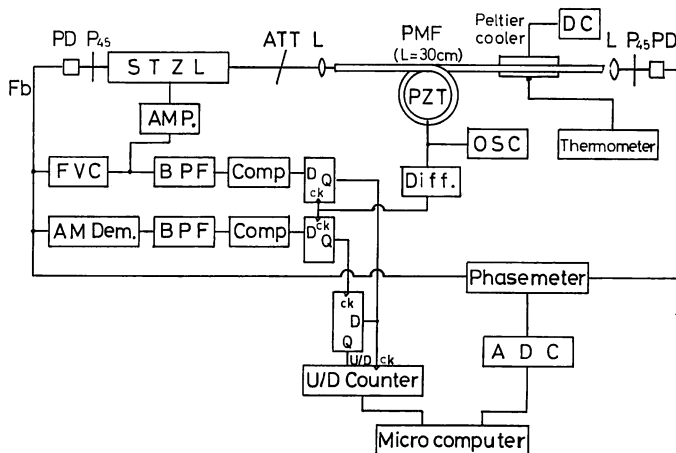 PD P45
STZL
ATT L
PMF
(L=30cm)
Peltier
cooler
DC
L P45 PD
Fb
PZT
AMP.
OSC
Thermometer
FVC
BPF
Comp
D Q
ck
Diff.
AM Dem.
BPF
Comp
D ck
Q
Phasemeter
ck
D
Q
U/D ck
ADC
U/D Counter
Micro computer